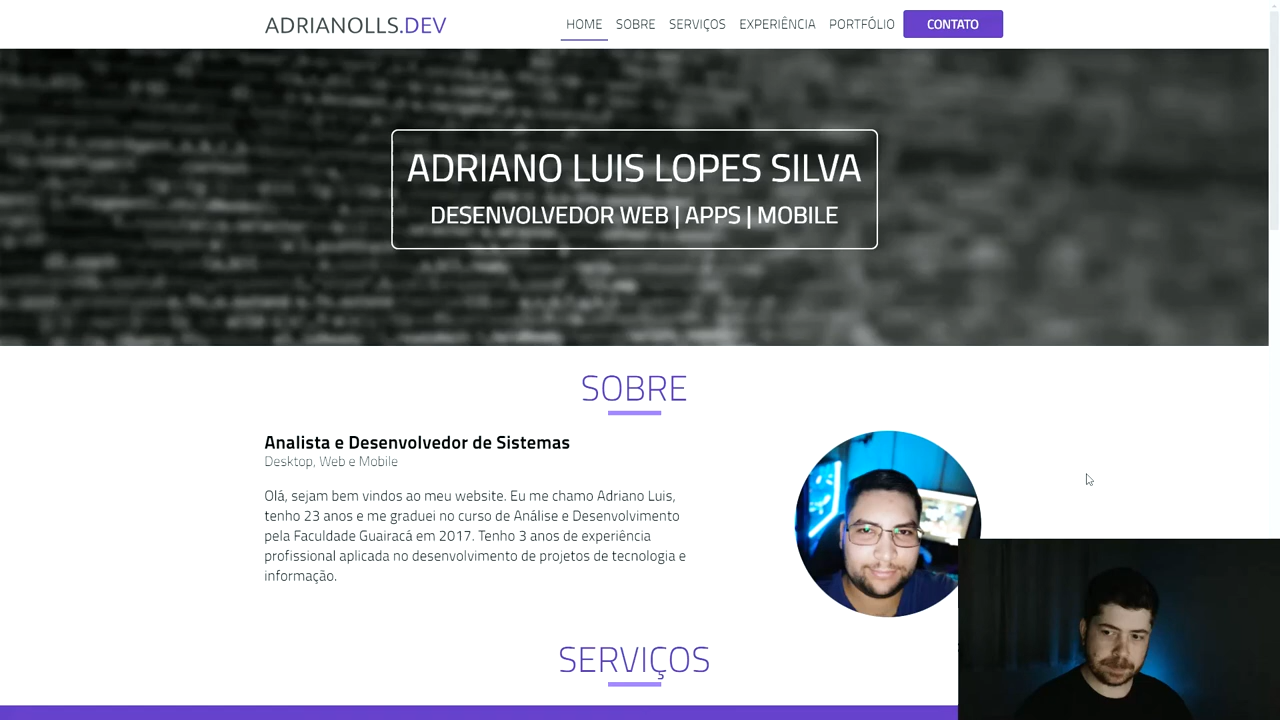 ADRIANOLLS.DEV
HOME SOBRE SERVIÇOS EXPERIÊNCIA PORTFÓLIO CONTATO
ADRIANO LUIS LOPES SILVA
DESENVOLVEDOR WEB | APPS | MOBILE
SOBRE
Analista e Desenvolvedor de Sistemas
Desktop, Web e Mobile
Olá, sejam bem vindos ao meu website. Eu me chamo Adriano Luis,
tenho 23 anos e me graduei no curso de Análise e Desenvolvimento
pela Faculdade Guairacá em 2017. Tenho 3 anos de experiência
profissional aplicada no desenvolvimento de projetos de tecnologia e
informação.
SERVIÇOS